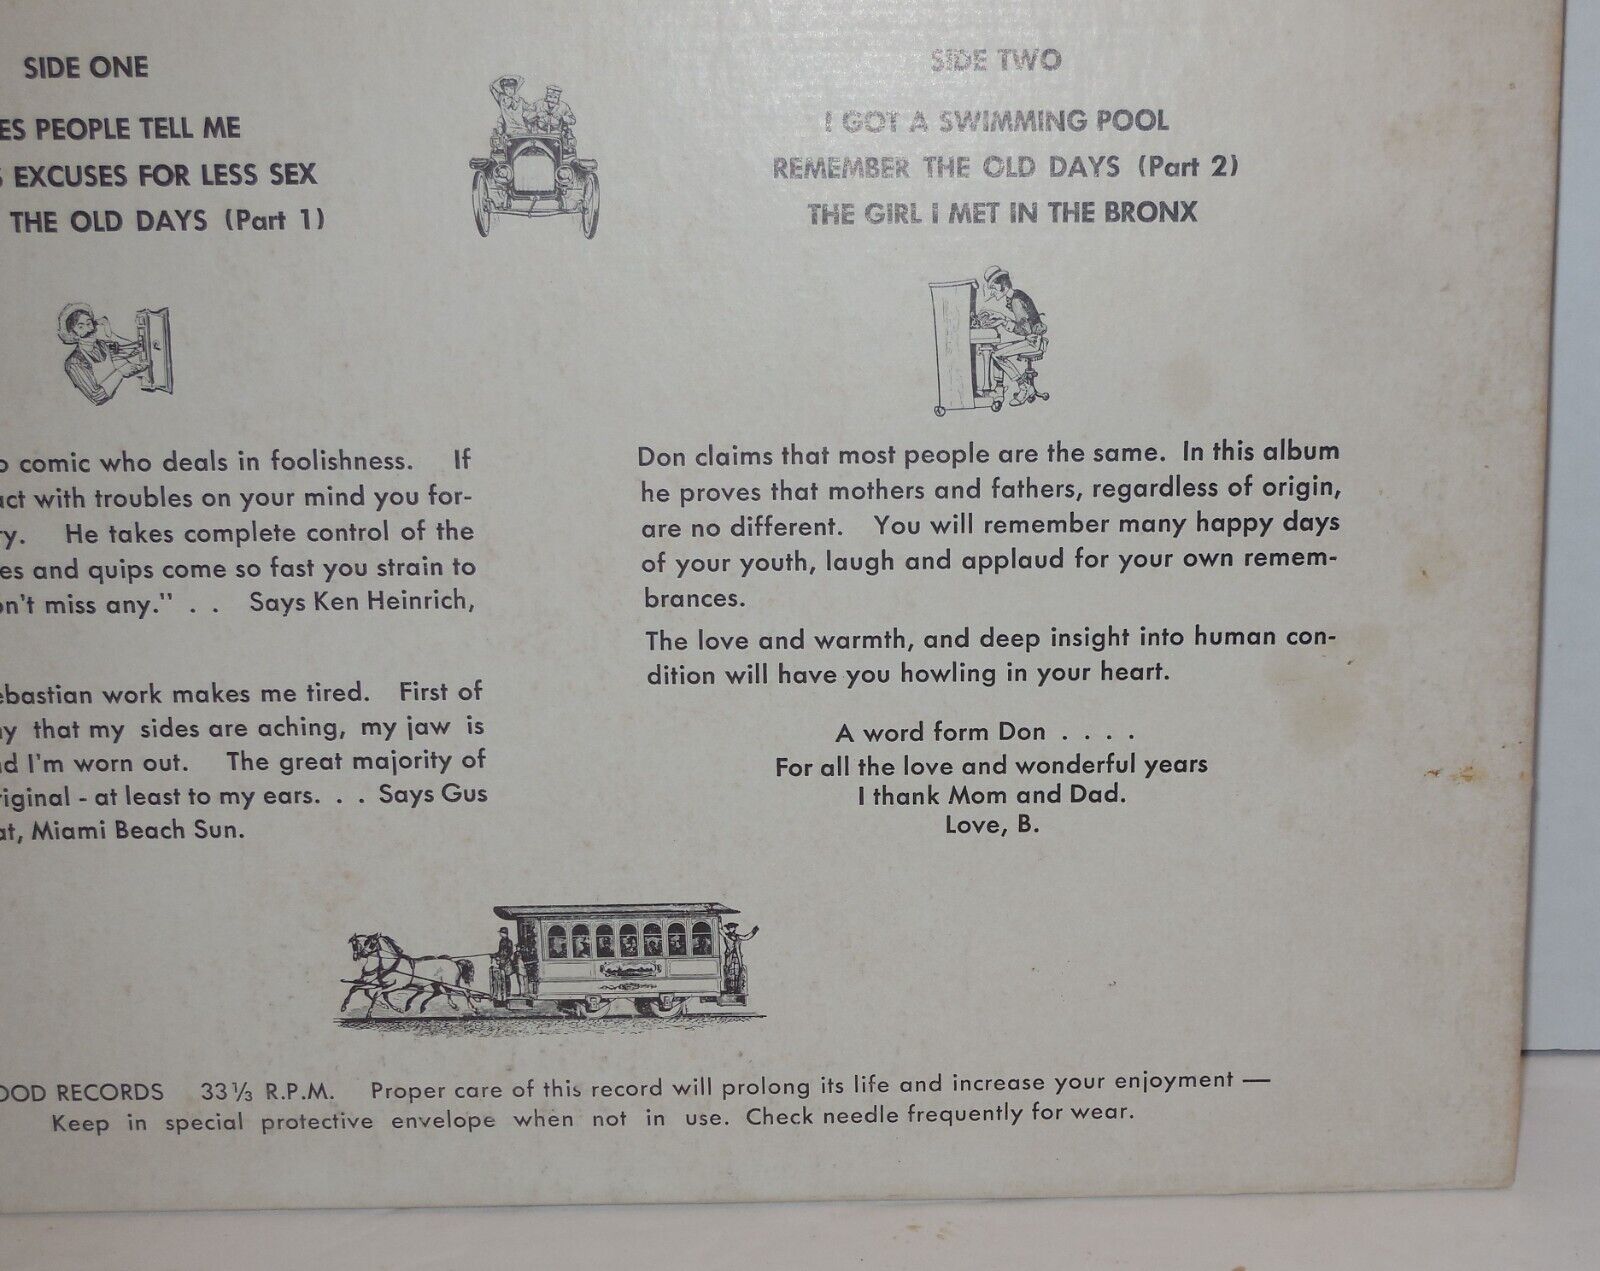 SIDE ONE
ES PEOPLE TELL ME
S EXCUSES FOR LESS SEX
THE OLD DAYS (Part 1)
SIDE TWO
I GOT A SWIMMING POOL
REMEMBER THE OLD DAYS (Part 2)
THE GIRL I MET IN THE BRONX
o comic who deals in foolishness. If
act with troubles on your mind you for-
ry. He takes complete control of the
es and quips come so fast you strain to
on't miss any." . . Says Ken Heinrich,
ebastian work makes me tired. First of
ny that my sides are aching, my jaw is
nd I'm worn out. The great majority of
riginal - at least to my ears. . . Says Gus
at, Miami Beach Sun.
Don claims that most people are the same. In this album
he proves that mothers and fathers, regardless of origin,
are no different. You will remember many happy days
of your youth, laugh and applaud for your own remem-
brances.
The love and warmth, and deep insight into human con-
dition will have you howling in your heart.
A word form Don . . . .
For all the love and wonderful years
I thank Mom and Dad.
Love, B.
OOD RECORDS 33 1/3 R.P.M. Proper care of this record will prolong its life and increase your enjoyment —
Keep in special protective envelope when not in use. Check needle frequently for wear.